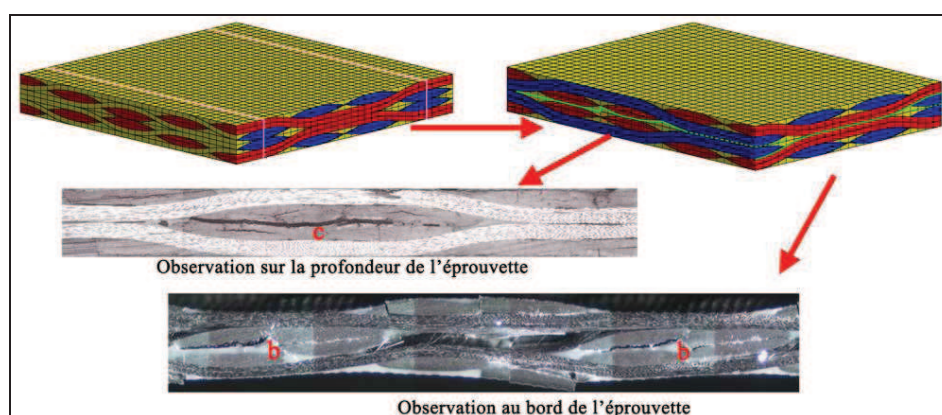 c
Observation sur la profondeur de l'éprouvette
b b
Observation au bord de l'éprouvette